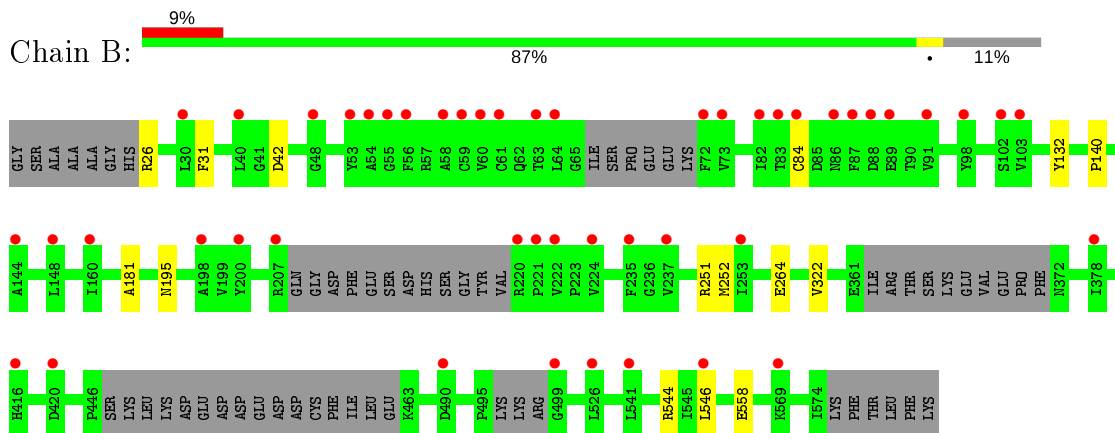 9%
Chain B:
87% • 11%
GLY SER ALA ALA ALA GLY HIS R26 L30 F31 L40 G41 D42 G48 Y53 A54 G55 F56 R57 A58 C59 V60 C61 Q62 T63 L64 G65 ILE SER PRO GLU GLU LYS F72 V73 I82 T83 C84 D85 N86 F87 D88 E89 T90 V91 Y98 S102 V103 Y132 P140
A144 L148 I160 A181 N195 A198 V199 Y200 R207 GLN GLY ASP PHE GLU SER ASP HIS SER GLY TYR VAL R220 P221 V222 P223 V224 F235 G236 V237 R251 M252 I253 E264 V322 E361 ILE ARG THR SER LYS GLU VAL GLU PRO PHE N372 I378
H416 D420 P446 SER LYS LEU LYS ASP GLU ASP ASP GLU ASP ASP CYS PHE ILE LEU GLU K463 D490 P495 LYS LYS ARG G499 L526 L541 R544 I545 L546 E558 K569 I574 LYS PHE THR LEU PHE LYS